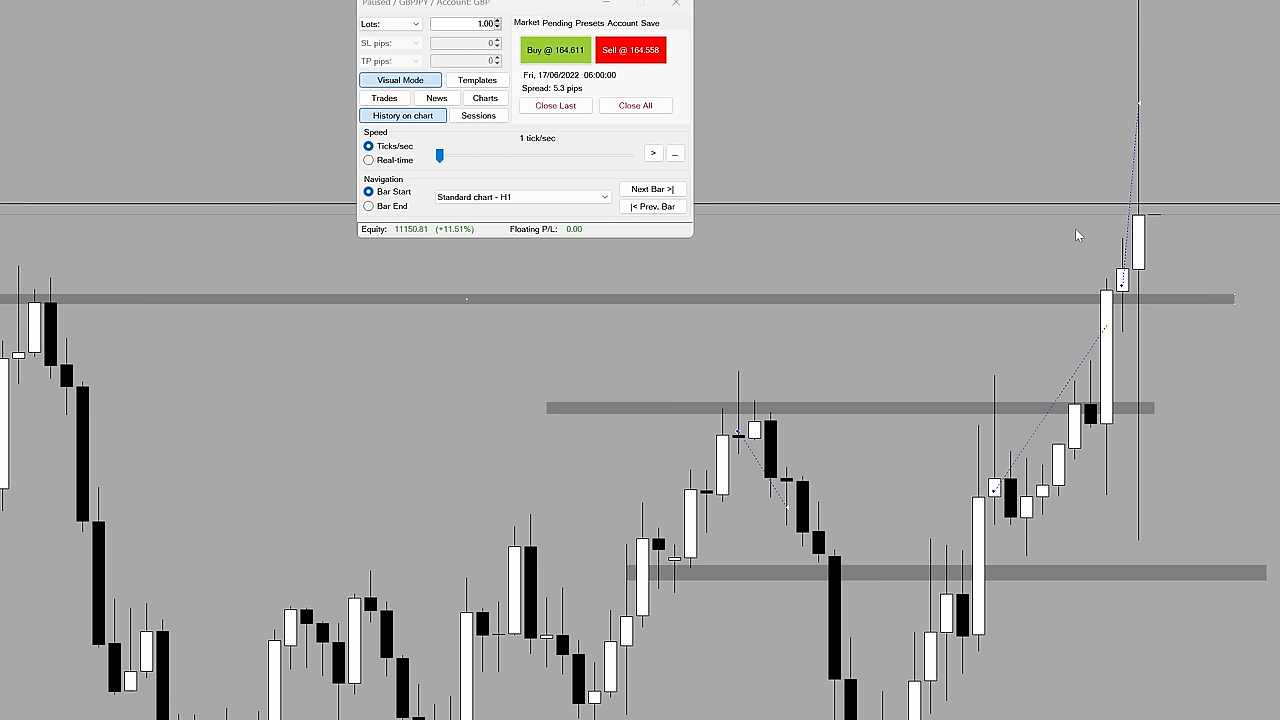 Paused / GBPJPY / Account: GBP
Lots: 1.00
SL pips: 0
TP pips: 0
Visual Mode Templates
Trades News Charts
History on chart Sessions
Market Pending Presets Account Save
Buy @ 164.611 Sell @ 164.558
Fri, 17/06/2022 06:00:00
Spread: 5.3 pips
Close Last Close All
Speed
1 tick/sec
Ticks/sec
Real-time
> _
Navigation
Bar Start
Bar End
Standard chart - H1
Next Bar >|
|< Prev. Bar
Equity: 11150.81 (+11.51%) Floating P/L: 0.00